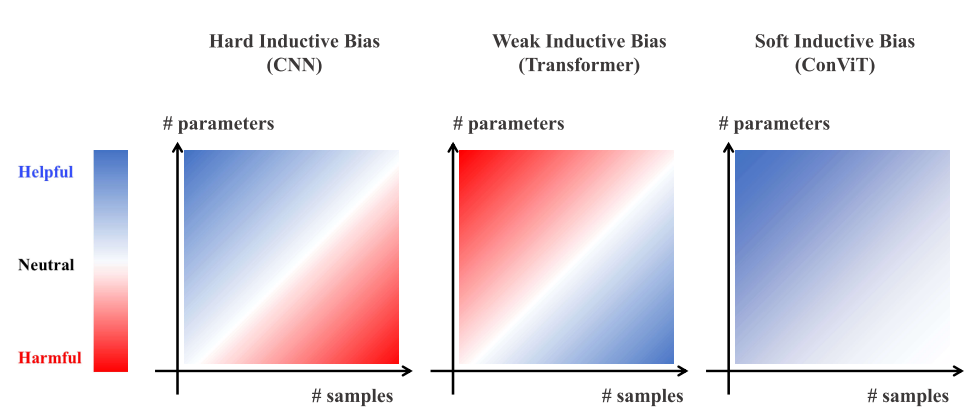 Hard Inductive Bias
(CNN)
Weak Inductive Bias
(Transformer)
Soft Inductive Bias
(ConViT)
# parameters
# parameters
# parameters
Helpful
Neutral
Harmful
# samples
# samples
# samples